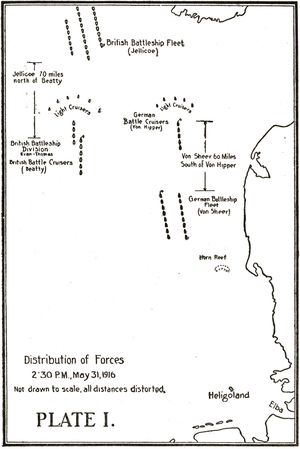 British Battleship Fleet
(Jellicoe)
Jellicoe 70 miles
north of Beatty
Light Cruisers
British Battleship
Division
Evan-Thomas
British Battle Cruisers
(Beatty)
Light Cruisers
German
Battle Cruisers
(Von Hipper)
Von Sheer 60 Miles
South of Von Hipper
German Battleship
Fleet
(Von Sheer)
Horn Reef
Distribution of Forces
2:30 P.M., May 31, 1916
Not drawn to scale, all distances distorted.
Heligoland
Elba
PLATE I.